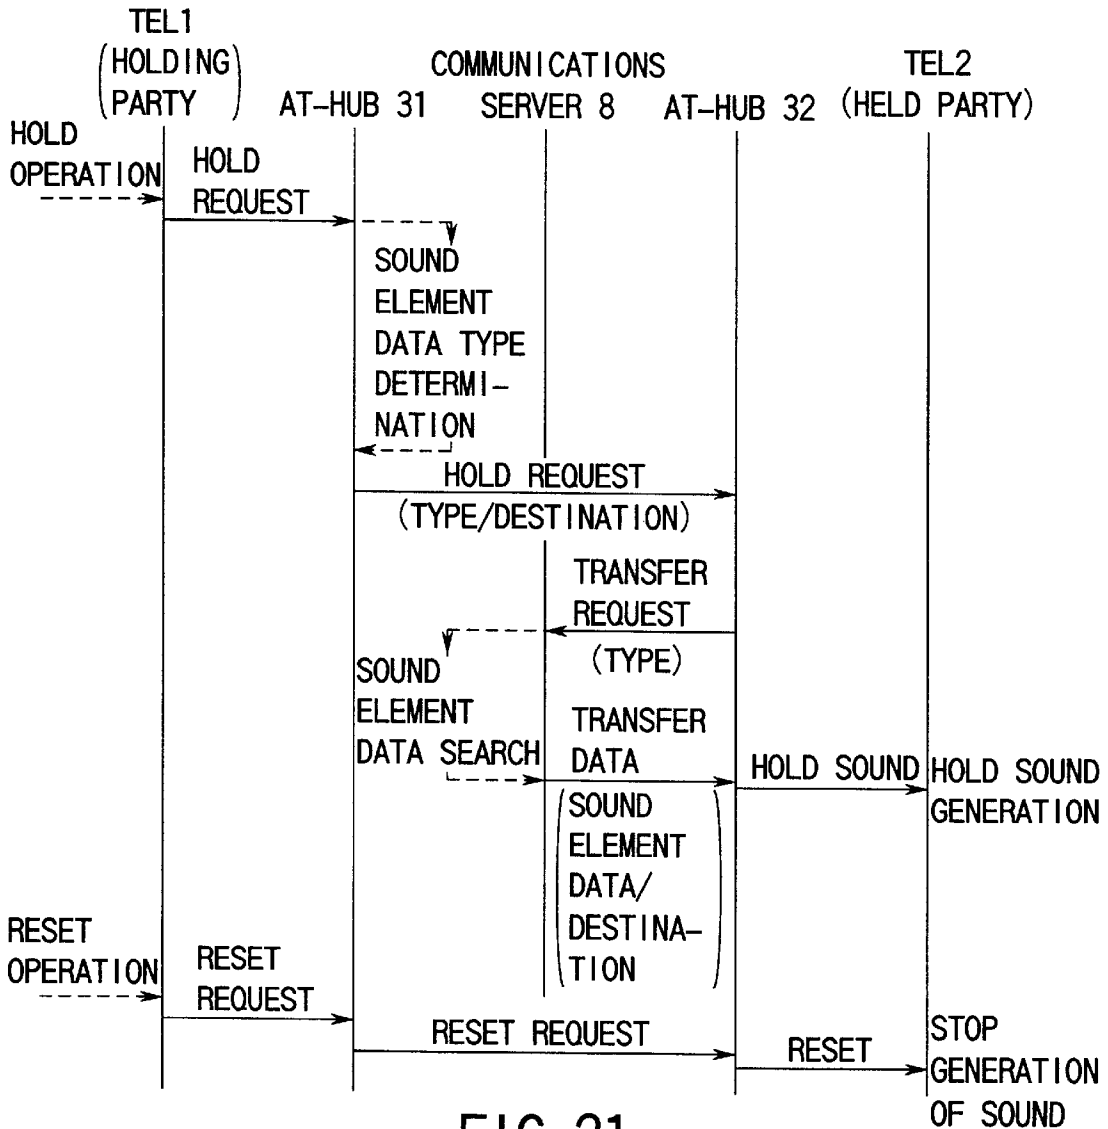 TEL1
(HOLDING
PARTY)
AT-HUB 31
COMMUNICATIONS
SERVER 8
AT-HUB 32
TEL2
(HELD PARTY)
HOLD
OPERATION
HOLD
REQUEST
SOUND
ELEMENT
DATA TYPE
DETERMI-
NATION
HOLD REQUEST
(TYPE/DESTINATION)
TRANSFER
REQUEST
(TYPE)
SOUND
ELEMENT
DATA SEARCH
TRANSFER
DATA
(SOUND
ELEMENT
DATA/
DESTINA-
TION)
HOLD SOUND
HOLD SOUND
GENERATION
RESET
OPERATION
RESET
REQUEST
RESET REQUEST
RESET
STOP
GENERATION
OF SOUND
FIG. 21